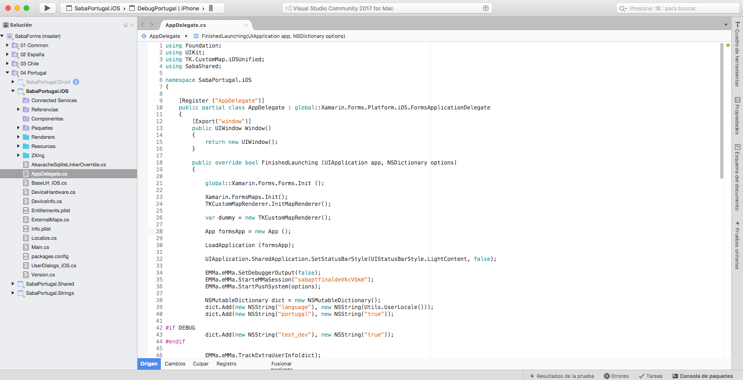 SabaPortugal.iOS › DebugPortugal | iPhone ›
Visual Studio Community 2017 for Mac
Presione '⌘.' para buscar
Solución
SabaForms (master)
01 Common
02 España
03 Chile
04 Portugal
SabaPortugal.Droid
SabaPortugal.iOS
Connected Services
Referencias
Componentes
Paquetes
Renderers
Resources
ZXing
AkavacheSqliteLinkerOverride.cs
AppDelegate.cs
BaseUrl_iOS.cs
DeviceHardware.cs
DeviceInfo.cs
Entitlements.plist
ExternalMaps.cs
Info.plist
Localize.cs
Main.cs
packages.config
UserDialogs_iOS.cs
Version.cs
SabaPortugal.Shared
SabaPortugal.Strings
AppDelegate.cs
AppDelegate › FinishedLaunching(UIApplication app, NSDictionary options)
1 using Foundation;
2 using UIKit;
3 using TK.CustomMap.iOSUnified;
4 using SabaShared;
5
6 namespace SabaPortugal.iOS
7 {
8
9 [Register ("AppDelegate")]
10 public partial class AppDelegate : global::Xamarin.Forms.Platform.iOS.FormsApplicationDelegate
11 {
12 [Export("window")]
13 public UIWindow Window()
14 {
15 return new UIWindow();
16 }
17
18 public override bool FinishedLaunching (UIApplication app, NSDictionary options)
19 {
20
21 global::Xamarin.Forms.Forms.Init ();
22
23 Xamarin.FormsMaps.Init();
24 TKCustomMapRenderer.InitMapRenderer();
25
26 var dummy = new TKCustomMapRenderer();
27
28 App formsApp = new App ();
29
30 LoadApplication (formsApp);
31
32 UIApplication.SharedApplication.SetStatusBarStyle(UIStatusBarStyle.LightContent, false);
33
34 EMMa.eMMa.SetDebuggerOutput(false);
35 EMMa.eMMa.StarteMMaSession("sabaptfinaldeVkcVbkm");
36 EMMa.eMMa.StartPushSystem(options);
37
38 NSMutableDictionary dict = new NSMutableDictionary();
39 dict.Add(new NSString("language"), new NSString(Utils.UserLocale()));
40 dict.Add(new NSString("portugal"), new NSString("true"));
41
42 #if DEBUG
43 dict.Add(new NSString("test_dev"), new NSString("true"));
44 #endif
45
46 EMMa.eMMa.TrackExtraUserInfo(dict);
Origen Cambios Culpar Registro Fusionar
Cuadro de herramientas
Propiedades
Esquema del documento
Pruebas unitarias
Resultados de la prueba Errores Tareas Consola de paquetes